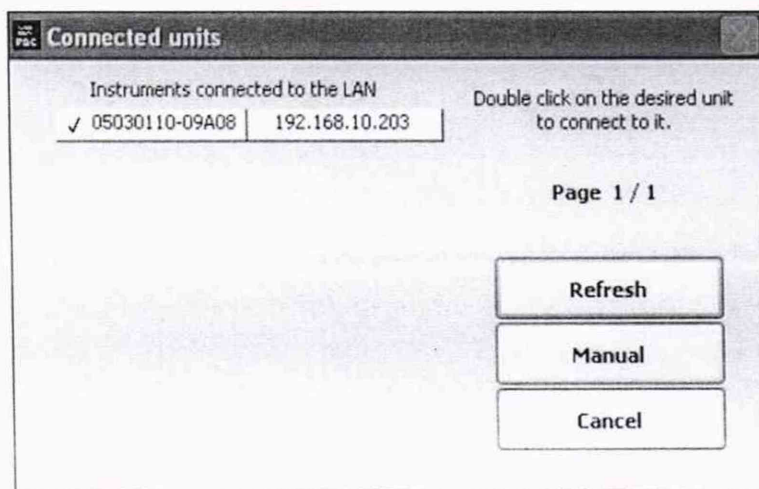 Connected units
Instruments connected to the LAN
✓ 05030110-09A08 192.168.10.203
Double click on the desired unit
to connect to it.
Page 1 / 1
Refresh
Manual
Cancel